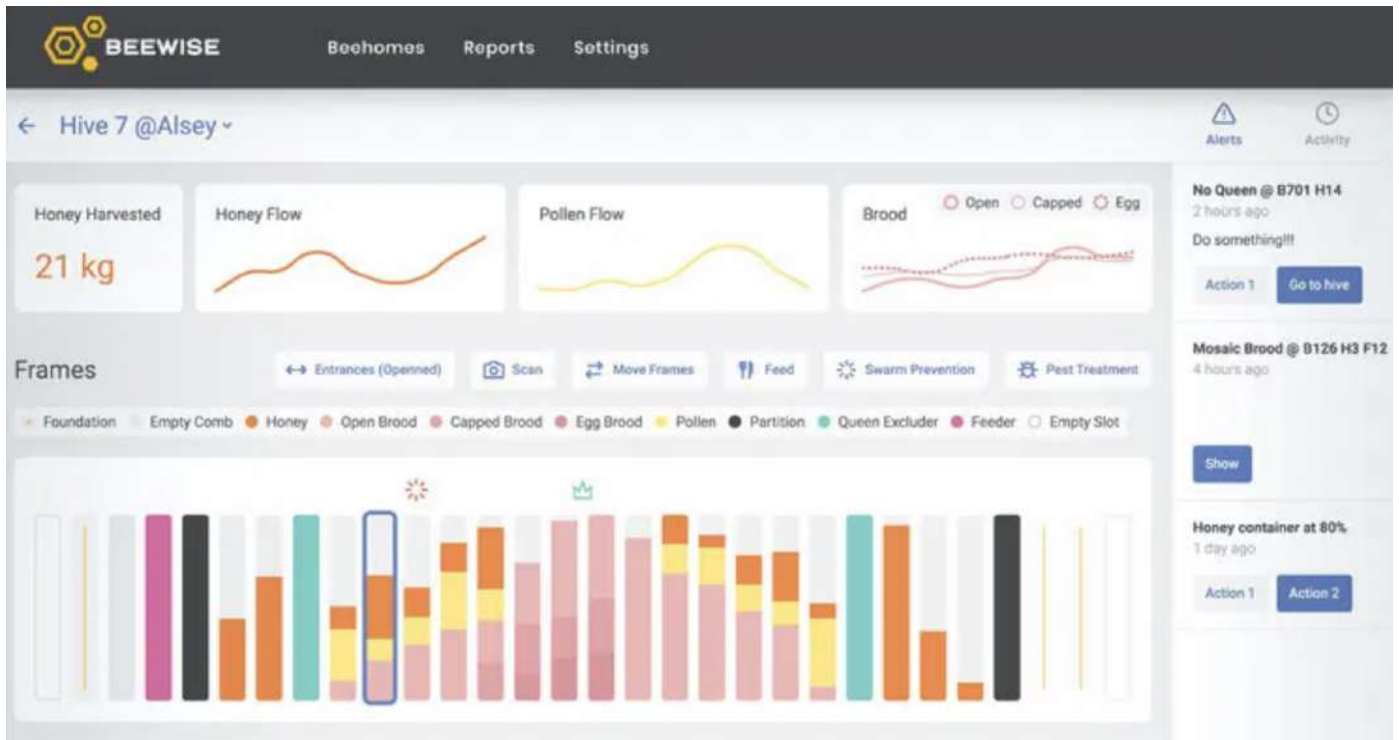 BEEWISE
Beehomes Reports Settings
Hive 7 @Alsey
Alerts Activity
Honey Harvested
21 kg
Honey Flow
Pollen Flow
Brood
Open Capped Egg
Frames
Entrances (Openned) Scan Move Frames Feed Swarm Prevention Pest Treatment
Foundation Empty Comb Honey Open Brood Capped Brood Egg Brood Pollen Partition Queen Excluder Feeder Empty Slot
No Queen @ B701 H14
2 hours ago
Do something!!!
Action 1 Go to hive
Mosaic Brood @ B126 H3 F12
4 hours ago
Show
Honey container at 80%
1 day ago
Action 1 Action 2